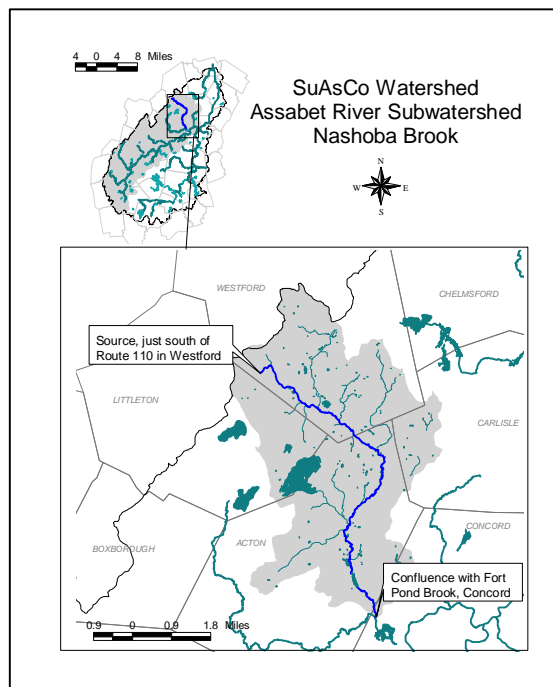 4 0 4 8 Miles
SuAsCo Watershed
Assabet River Subwatershed
Nashoba Brook
N
W E
S
WESTFORD
CHELMSFORD
Source, just south of
Route 110 in Westford
LITTLETON
CARLISLE
CONCORD
BOXBOROUGH
ACTON
Confluence with Fort
Pond Brook, Concord
0.9 0 0.9 1.8 Miles